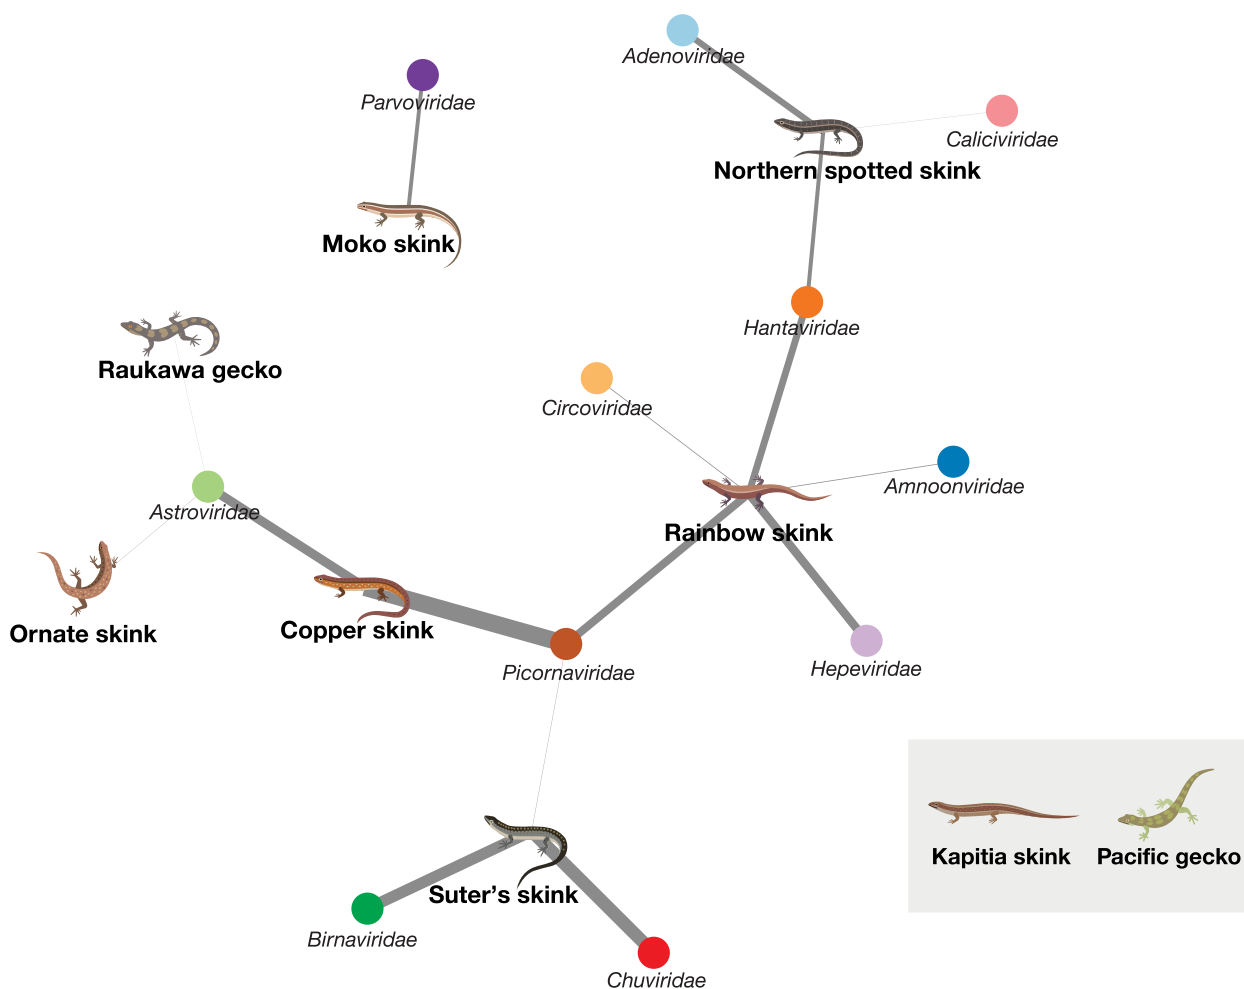 Adenoviridae
Parvoviridae
Caliciviridae
Northern spotted skink
Moko skink
Hantaviridae
Raukawa gecko
Circoviridae
Amnoonviridae
Astroviridae
Rainbow skink
Ornate skink
Copper skink
Picornaviridae
Hepeviridae
Kapitia skink
Pacific gecko
Suter’s skink
Birnaviridae
Chuviridae